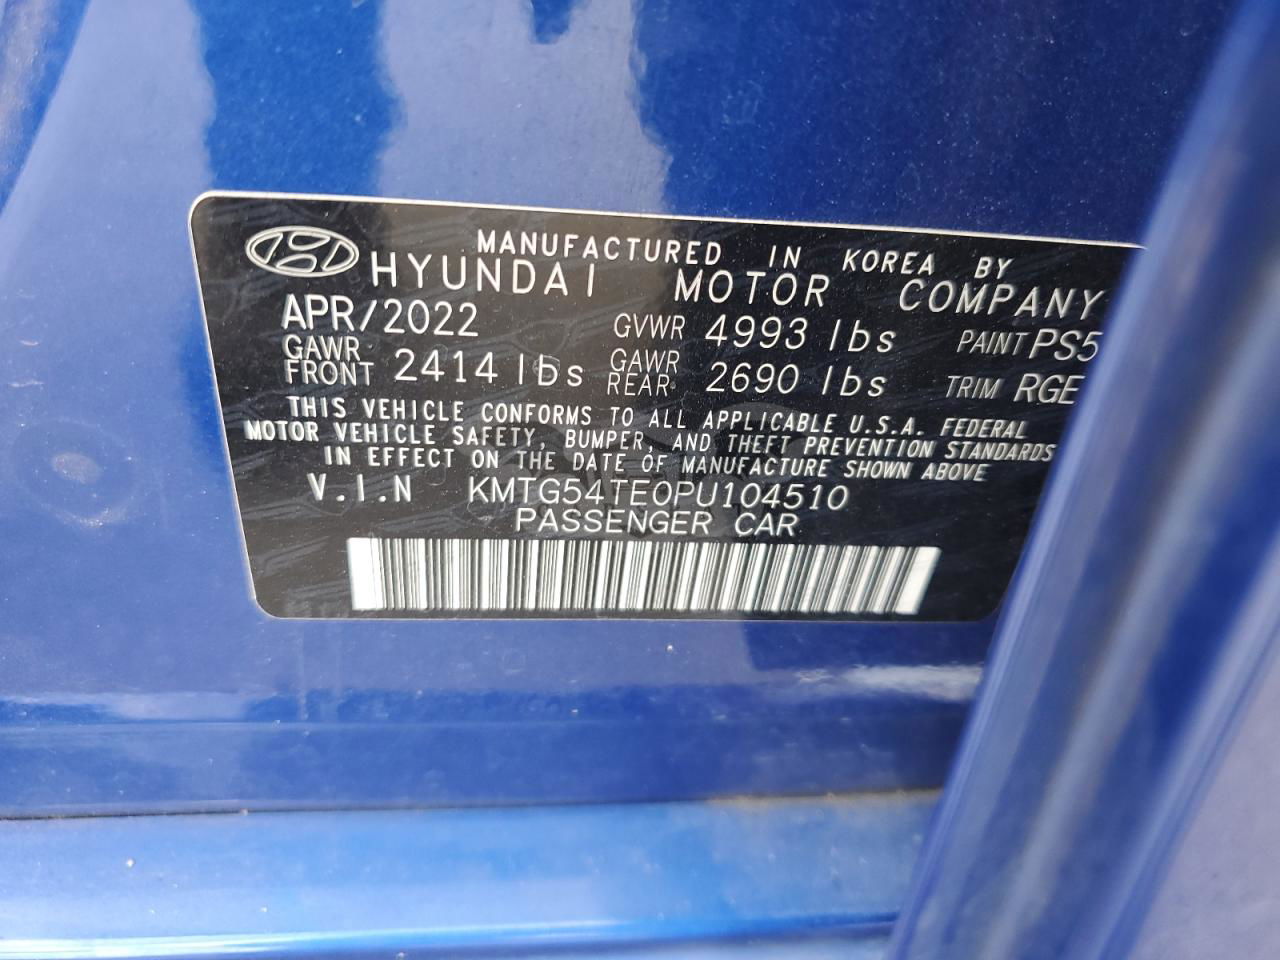 MANUFACTURED IN KOREA BY
HYUNDAI MOTOR COMPANY
APR/2022 GVWR 4993 lbs PAINT PS5
GAWR FRONT 2414 lbs GAWR REAR 2690 lbs TRIM RGE
THIS VEHICLE CONFORMS TO ALL APPLICABLE U.S.A. FEDERAL
MOTOR VEHICLE SAFETY, BUMPER, AND THEFT PREVENTION STANDARDS
IN EFFECT ON THE DATE OF MANUFACTURE SHOWN ABOVE
V.I.N KMTG54TE0PU104510
PASSENGER CAR